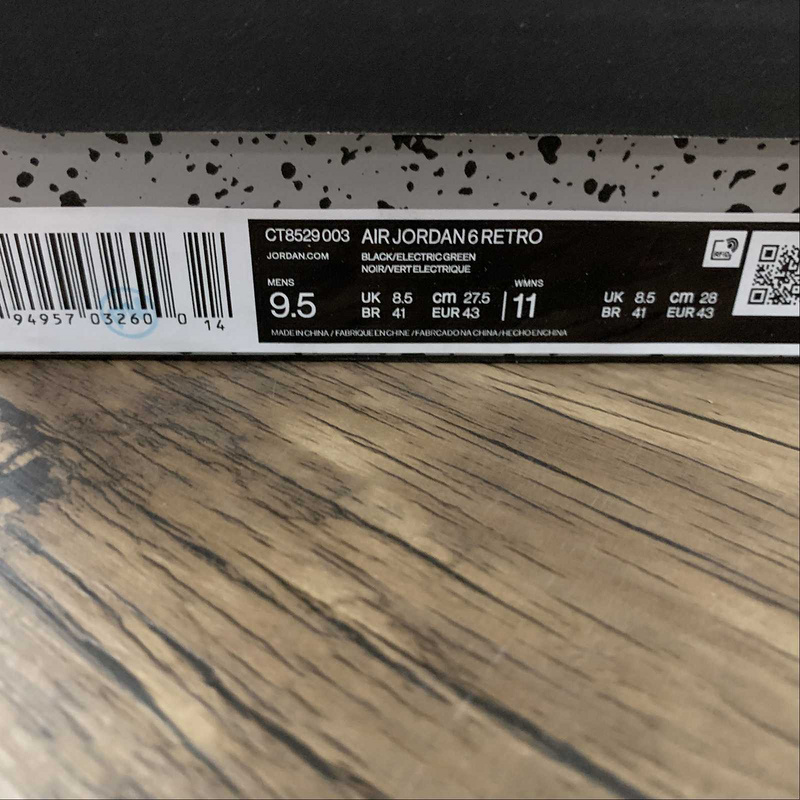 CT8529 003 AIR JORDAN 6 RETRO
JORDAN.COM BLACK/ELECTRIC GREEN
NOIR/VERT ELECTRIQUE
RFID
MENS WMNS
9.5 UK 8.5 cm 27.5 11 UK 8.5 cm 28
BR 41 EUR 43 BR 41 EUR 43
MADE IN CHINA / FABRIQUE EN CHINE / FABRCADO NA CHINA / HECHO EN CHINA
94957 03260 0 14